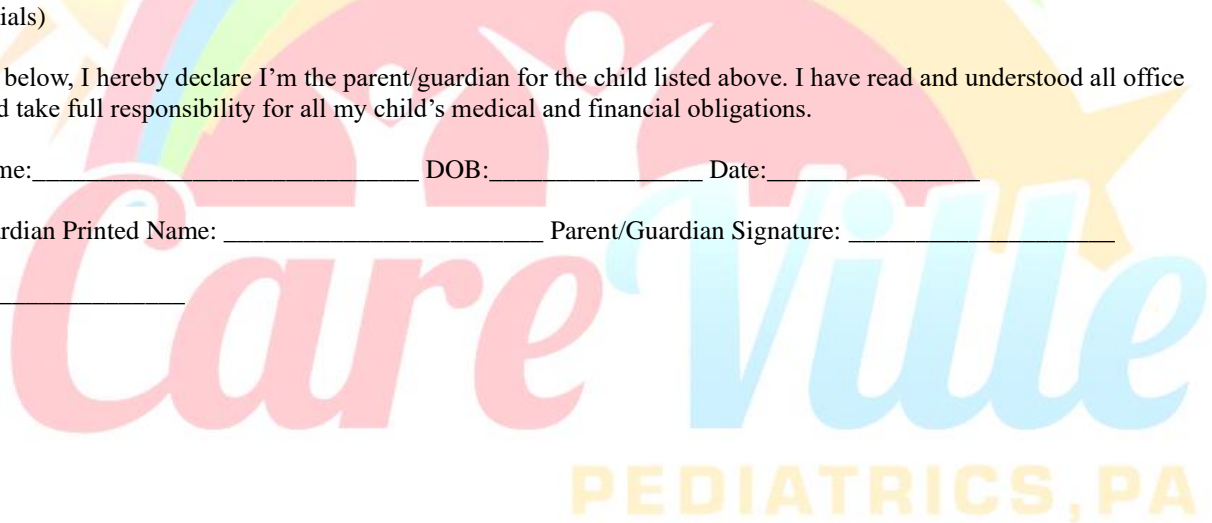 ials)
below, I hereby declare I’m the parent/guardian for the child listed above. I have read and understood all office
d take full responsibility for all my child’s medical and financial obligations.
me:_____________________________ DOB:________________ Date:________________
rdian Printed Name: ________________________ Parent/Guardian Signature: ____________________
______________
Care Ville
PEDIATRICS, PA